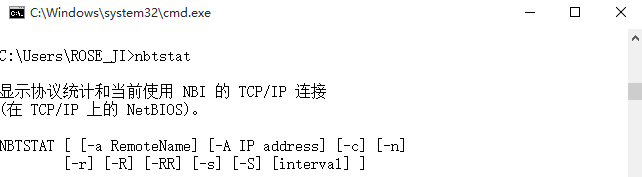 C:\Windows\system32\cmd.exe
C:\Users\ROSE_JI>nbtstat
显示协议统计和当前使用 NBI 的 TCP/IP 连接
(在 TCP/IP 上的 NetBIOS)。
NBTSTAT [ [-a RemoteName] [-A IP address] [-c] [-n]
[-r] [-R] [-RR] [-s] [-S] [interval] ]